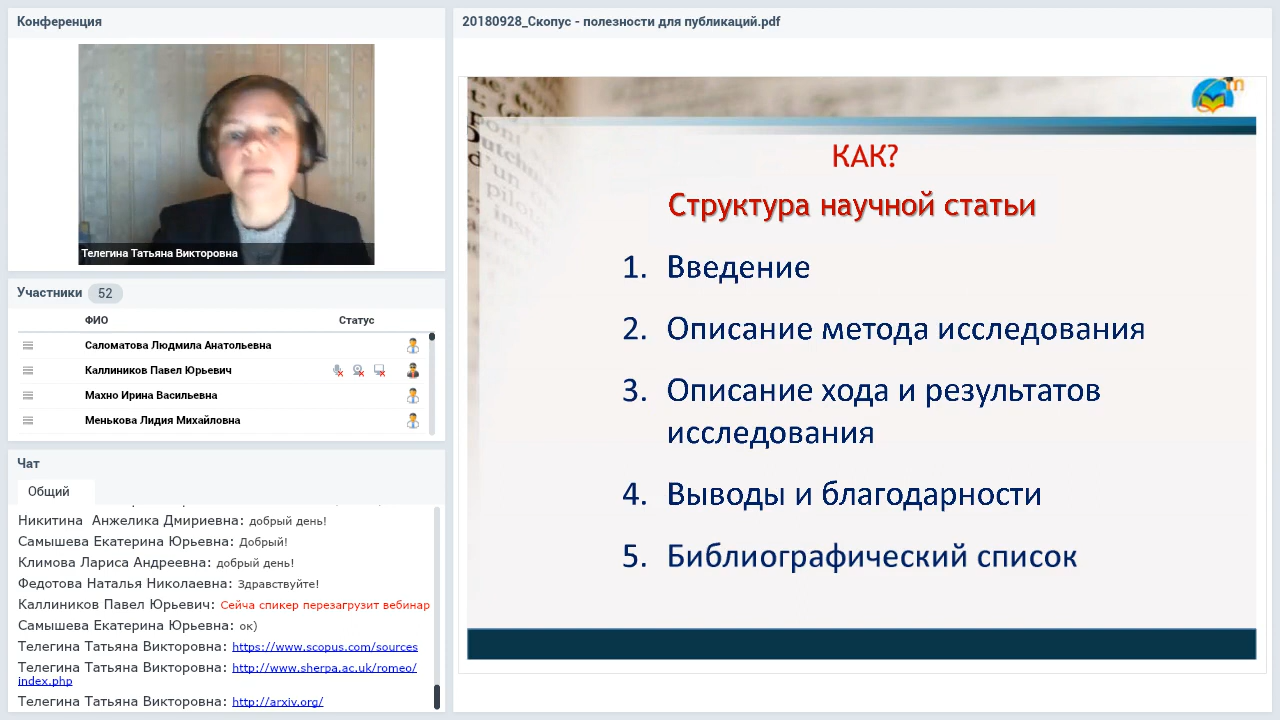 Конференция
Телегина Татьяна Викторовна
Участники 52
ФИО Статус
Саломатова Людмила Анатольевна
Каллиников Павел Юрьевич
Махно Ирина Васильевна
Менькова Лидия Михайловна
Чат
Общий
Никитина Анжелика Дмириевна: добрый день!
Самышева Екатерина Юрьевна: Добрый!
Климова Лариса Андреевна: добрый день!
Федотова Наталья Николаевна: Здравствуйте!
Каллиников Павел Юрьевич: Сейча спикер перезагрузит вебинар
Самышева Екатерина Юрьевна: ок)
Телегина Татьяна Викторовна: https://www.scopus.com/sources
Телегина Татьяна Викторовна: http://www.sherpa.ac.uk/romeo/
index.php
Телегина Татьяна Викторовна: http://arxiv.org/
20180928_Скопус - полезности для публикаций.pdf
КАК?
Структура научной статьи
1. Введение
2. Описание метода исследования
3. Описание хода и результатов
исследования
4. Выводы и благодарности
5. Библиографический список